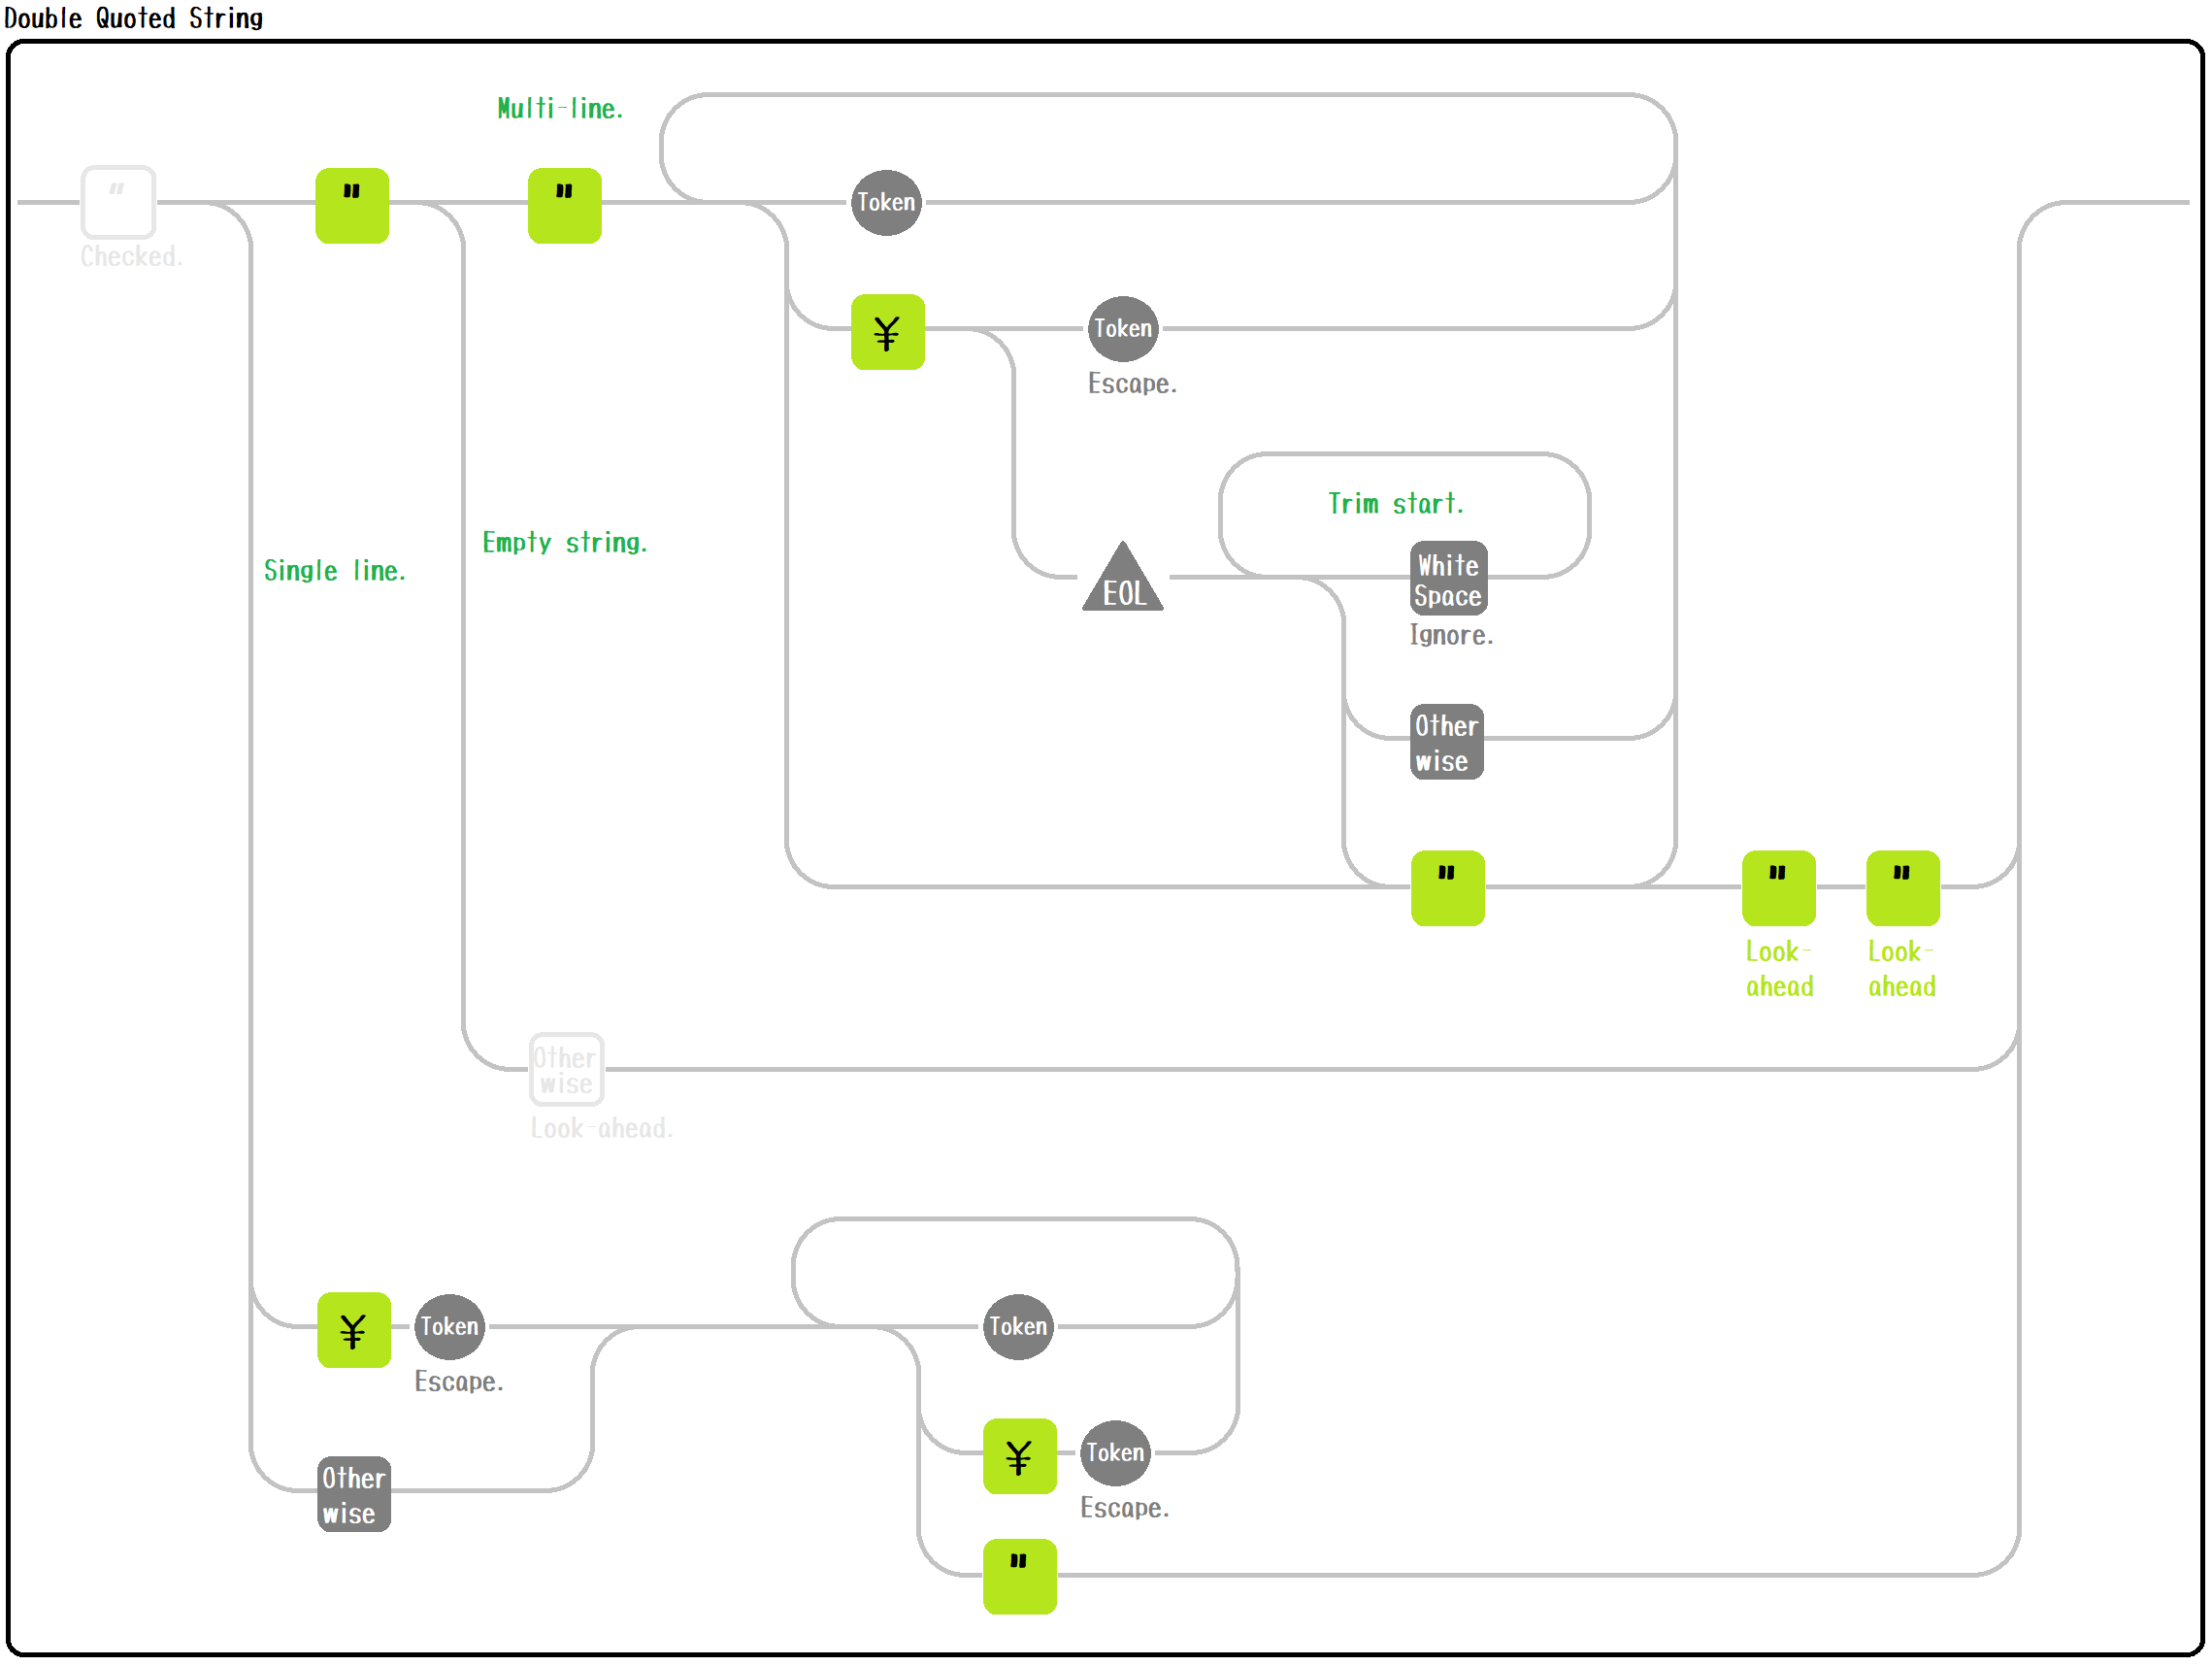 Double Quoted String
Multi-line.
"
Checked.
"
"
Token
¥
Token
Escape.
Trim start.
Single line.
Empty string.
EOL
White
Space
Ignore.
Other
wise
"
"
"
Look-
ahead
Look-
ahead
Other
wise
Look-ahead.
¥
Token
Escape.
Token
Other
wise
¥
Token
Escape.
"